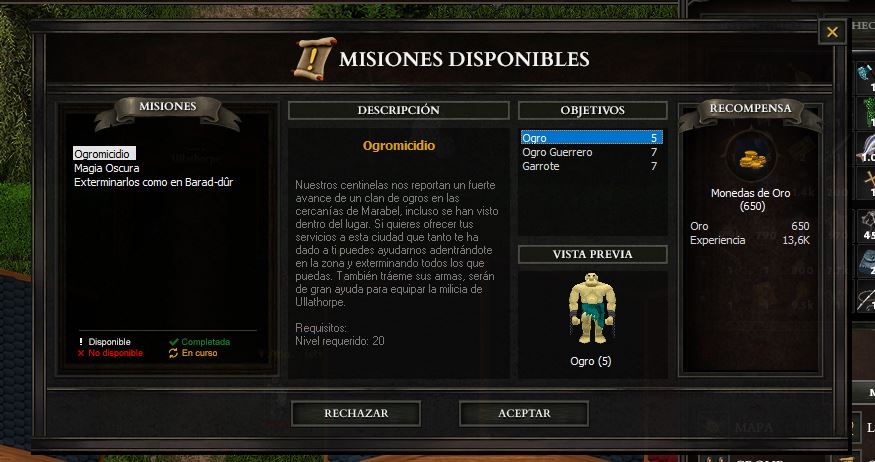 MISIONES DISPONIBLES
MISIONES
Ogromicidio
Magia Oscura
Exterminarlos como en Barad-dûr
! Disponible
Completada
No disponible
En curso
DESCRIPCIÓN
Ogromicidio
Nuestros centinelas nos reportan un fuerte
avance de un clan de ogros en las
cercanías de Marabel, incluso se han visto
dentro del lugar. Si quieres ofrecer tus
servicios a esta ciudad que tanto te ha
dado a ti puedes ayudarnos adentrándote
en la zona y exterminando todos los que
puedas. También tráeme sus armas, serán
de gran ayuda para equipar la milicia de
Ullathorpe.
Requisitos:
Nivel requerido: 20
OBJETIVOS
Ogro 5
Ogro Guerrero 7
Garrote 7
VISTA PREVIA
Ogro (5)
RECOMPENSA
Monedas de Oro
(650)
Oro 650
Experiencia 13,6K
RECHAZAR
ACEPTAR
MAPA